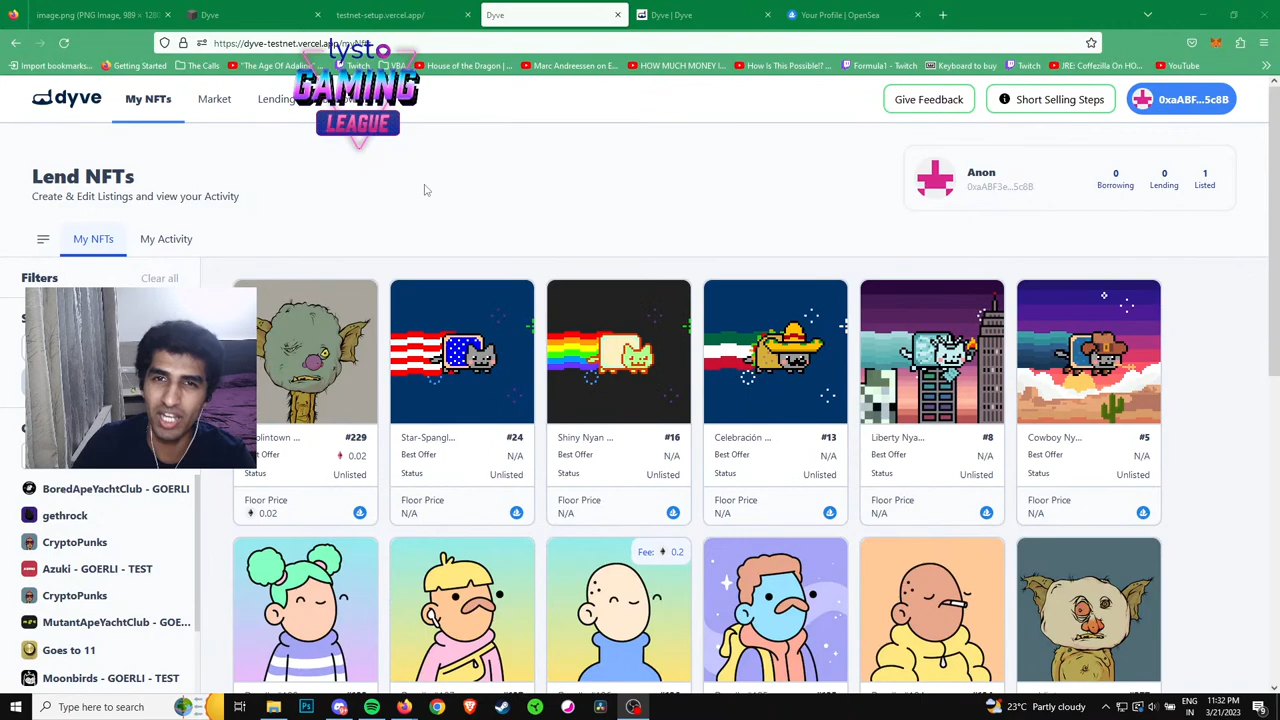 image.png (PNG Image, 989 × 1280
Dyve
testnet-setup.vercel.app/
Dyve
Dyve | Dyve
Your Profile | OpenSea
https://dyve-testnet.vercel.app/myNf
Import bookmarks...
Getting Started
The Calls
"The Age Of Adaline
Twitch
VBA
House of the Dragon | ...
Marc Andreessen on E...
HOW MUCH MONEY I...
How Is This Possible!? ...
Formula1 - Twitch
Keyboard to buy
Twitch
JRE: Coffezilla On HO...
YouTube
lysto
GAMING
LEAGUE
dyve
My NFTs
Market
Lending
Give Feedback
Short Selling Steps
0xaABF...5c8B
Lend NFTs
Create & Edit Listings and view your Activity
Anon
0xaABF3e...5c8B
0
Borrowing
0
Lending
1
Listed
My NFTs
My Activity
Filters
Clear all
BoredApeYachtClub - GOERLI
gethrock
CryptoPunks
Azuki - GOERLI - TEST
CryptoPunks
MutantApeYachtClub - GOE...
Goes to 11
Moonbirds - GOERLI - TEST
#229
Offer
0.02
Unlisted
Floor Price
0.02
Star-Spangl...
#24
Best Offer
N/A
Status
Unlisted
Floor Price
N/A
Shiny Nyan ...
#16
Best Offer
N/A
Status
Unlisted
Floor Price
N/A
Celebración ...
#13
Best Offer
N/A
Status
Unlisted
Floor Price
N/A
Liberty Nya...
#8
Best Offer
N/A
Status
Unlisted
Floor Price
N/A
Cowboy Ny...
#5
Best Offer
N/A
Status
Unlisted
Floor Price
N/A
Fee: 0.2
Type here to search
23°C Partly cloudy
ENG
IN
11:32 PM
3/21/2023